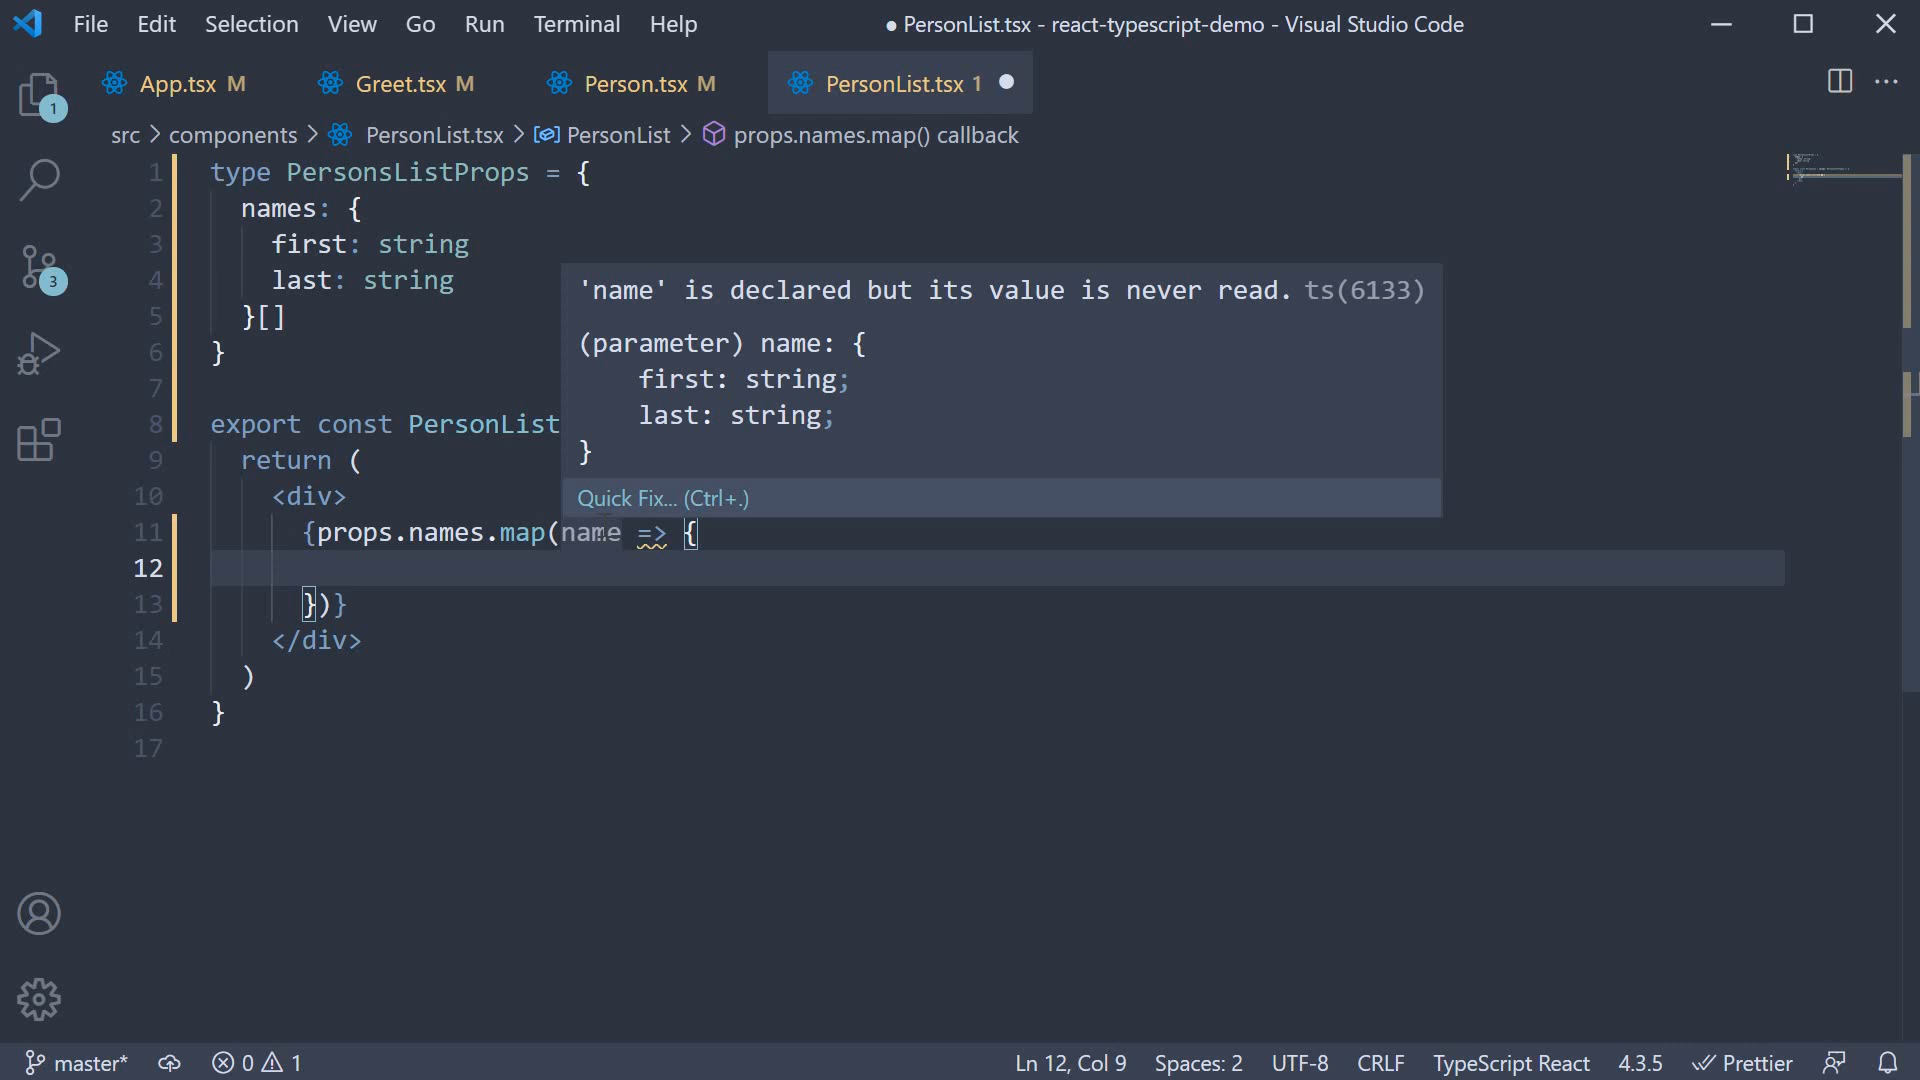 File Edit Selection View Go Run Terminal Help ● PersonList.tsx - react-typescript-demo - Visual Studio Code
App.tsx M Greet.tsx M Person.tsx M PersonList.tsx 1
src > components > PersonList.tsx > PersonList > props.names.map() callback
1 type PersonsListProps = {
2 names: {
3 first: string
4 last: string
5 }[]
6 }
7
8 export const PersonList
9 return (
10 <div>
11 {props.names.map(name => {
12
13 })}
14 </div>
15 )
16 }
17
'name' is declared but its value is never read. ts(6133)
(parameter) name: {
first: string;
last: string;
}
Quick Fix... (Ctrl+.)
1
3
master* 0 1 Ln 12, Col 9 Spaces: 2 UTF-8 CRLF TypeScript React 4.3.5 Prettier